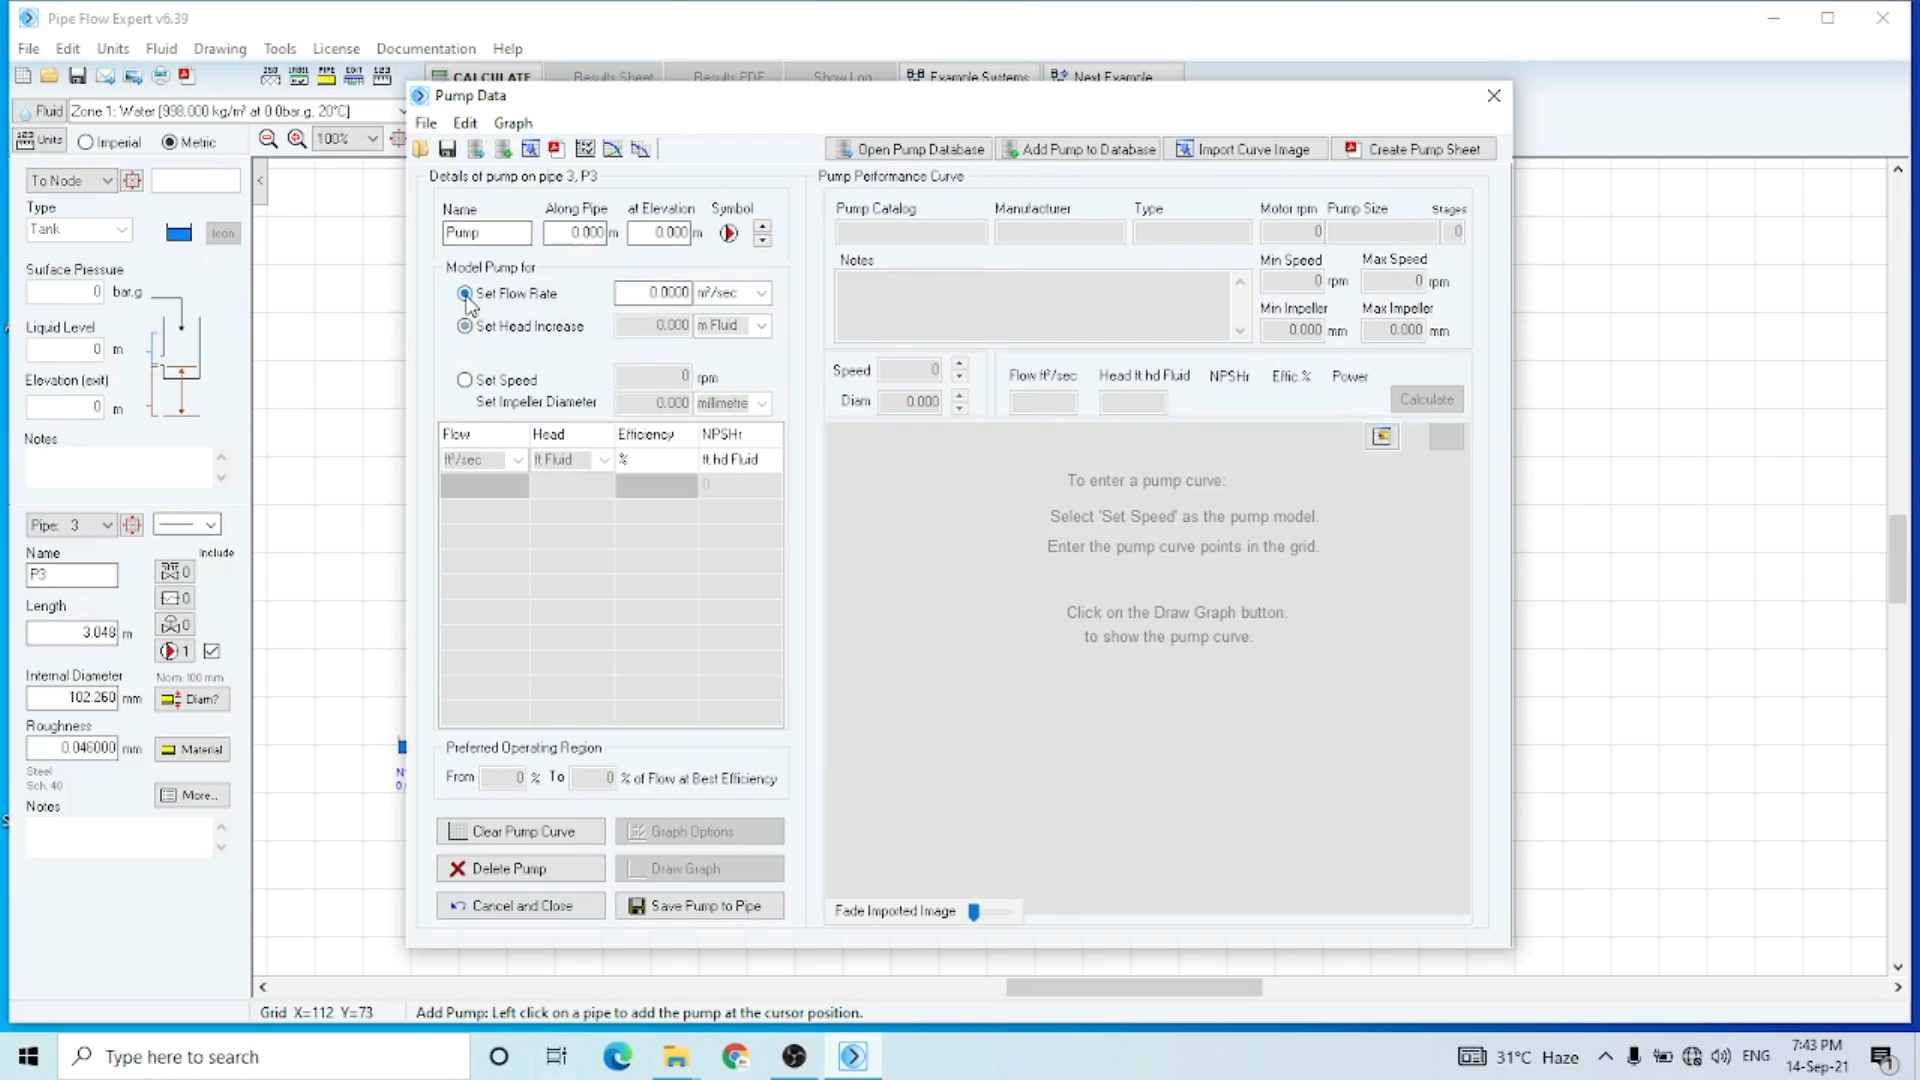 Pipe Flow Expert v6.39
File Edit Units Fluid Drawing Tools License Documentation Help
CALCULATE Results Sheet Results PDF Show Log Example Systems Next Example
Fluid Zone 1: Water [998.000 kg/m³ at 0.0bar.g, 20°C]
Units Imperial Metric 100%
To Node
Type
Tank Icon
Surface Pressure
0 bar.g
Liquid Level
0 m
Elevation (exit)
0 m
Notes
Pipe: 3
Name Include
P3 0
Length 0
3.048 m 0
1
Internal Diameter Nom: 100 mm
102.260 mm Diam?
Roughness
0.046000 mm Material
Steel
Sch. 40 More..
Notes
Pump Data
File Edit Graph
Open Pump Database Add Pump to Database Import Curve Image Create Pump Sheet
Details of pump on pipe 3, P3
Name Along Pipe at Elevation Symbol
Pump 0.000 m 0.000 m
Model Pump for
Set Flow Rate 0.0000 m³/sec
Set Head Increase 0.000 m Fluid
Set Speed 0 rpm
Set Impeller Diameter 0.000 millimetre
Flow Head Efficiency NPSHr
ft³/sec ft Fluid % ft.hd Fluid
0
Preferred Operating Region
From 0 % To 0 % of Flow at Best Efficiency
Clear Pump Curve Graph Options
Delete Pump Draw Graph
Cancel and Close Save Pump to Pipe
Pump Performance Curve
Pump Catalog Manufacturer Type Motor rpm Pump Size Stages
0 0
Notes Min Speed Max Speed
0 rpm 0 rpm
Min Impeller Max Impeller
0.000 mm 0.000 mm
Speed 0 Flow ft³/sec Head ft.hd Fluid NPSHr Effic.% Power
Diam 0.000 Calculate
To enter a pump curve:
Select 'Set Speed' as the pump model.
Enter the pump curve points in the grid.
Click on the Draw Graph button.
to show the pump curve.
Fade Imported Image
Grid X=112 Y=73 Add Pump: Left click on a pipe to add the pump at the cursor position.
Type here to search 31°C Haze ENG 7:43 PM
14-Sep-21
1